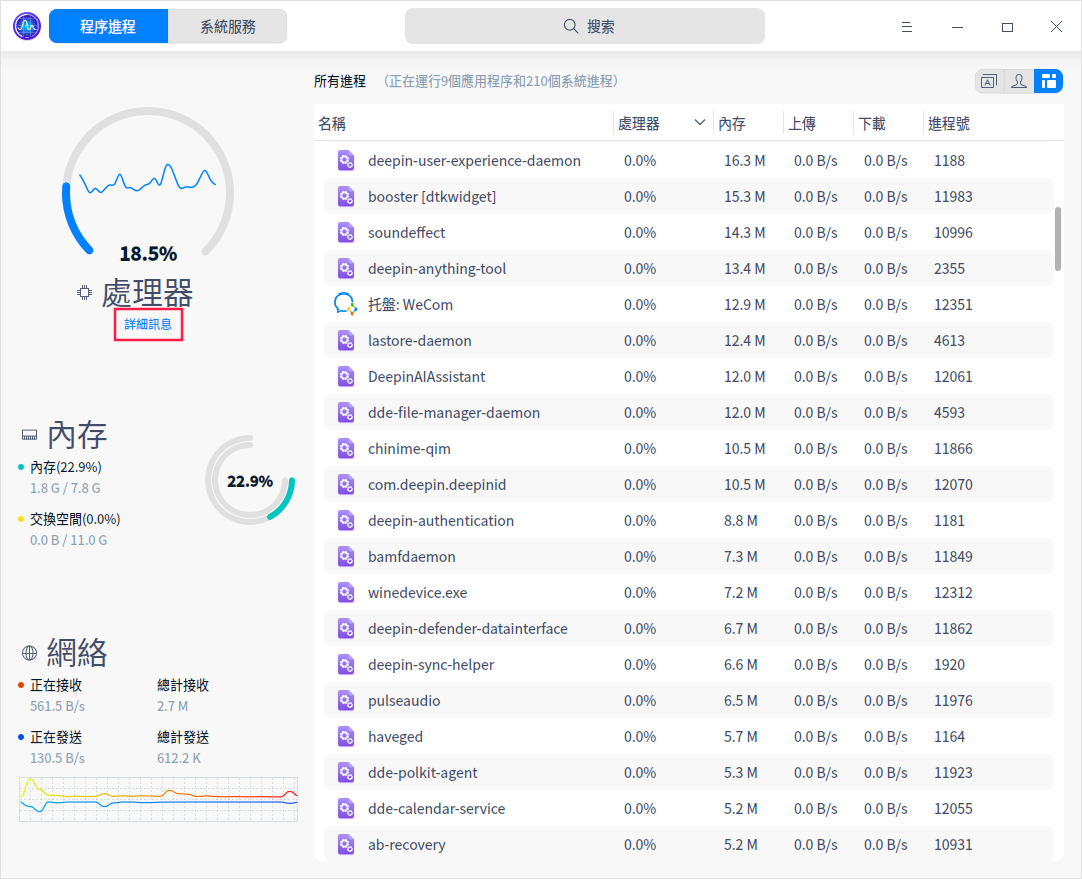 程序進程 系統服務 搜索
所有進程 （正在運行9個應用程序和210個系統進程）
18.5%
處理器
詳細訊息
內存
內存(22.9%)
1.8 G / 7.8 G
交換空間(0.0%)
0.0 B / 11.0 G
22.9%
網絡
正在接收 總計接收
561.5 B/s 2.7 M
正在發送 總計發送
130.5 B/s 612.2 K
名稱 處理器 內存 上傳 下載 進程號
deepin-user-experience-daemon 0.0% 16.3 M 0.0 B/s 0.0 B/s 1188
booster [dtkwidget] 0.0% 15.3 M 0.0 B/s 0.0 B/s 11983
soundeffect 0.0% 14.3 M 0.0 B/s 0.0 B/s 10996
deepin-anything-tool 0.0% 13.4 M 0.0 B/s 0.0 B/s 2355
托盤: WeCom 0.0% 12.9 M 0.0 B/s 0.0 B/s 12351
lastore-daemon 0.0% 12.4 M 0.0 B/s 0.0 B/s 4613
DeepinAIAssistant 0.0% 12.0 M 0.0 B/s 0.0 B/s 12061
dde-file-manager-daemon 0.0% 12.0 M 0.0 B/s 0.0 B/s 4593
chinime-qim 0.0% 10.5 M 0.0 B/s 0.0 B/s 11866
com.deepin.deepinid 0.0% 10.5 M 0.0 B/s 0.0 B/s 12070
deepin-authentication 0.0% 8.8 M 0.0 B/s 0.0 B/s 1181
bamfdaemon 0.0% 7.3 M 0.0 B/s 0.0 B/s 11849
winedevice.exe 0.0% 7.2 M 0.0 B/s 0.0 B/s 12312
deepin-defender-datainterface 0.0% 6.7 M 0.0 B/s 0.0 B/s 11862
deepin-sync-helper 0.0% 6.6 M 0.0 B/s 0.0 B/s 1920
pulseaudio 0.0% 6.5 M 0.0 B/s 0.0 B/s 11976
haveged 0.0% 5.7 M 0.0 B/s 0.0 B/s 1164
dde-polkit-agent 0.0% 5.3 M 0.0 B/s 0.0 B/s 11923
dde-calendar-service 0.0% 5.2 M 0.0 B/s 0.0 B/s 12055
ab-recovery 0.0% 5.2 M 0.0 B/s 0.0 B/s 10931